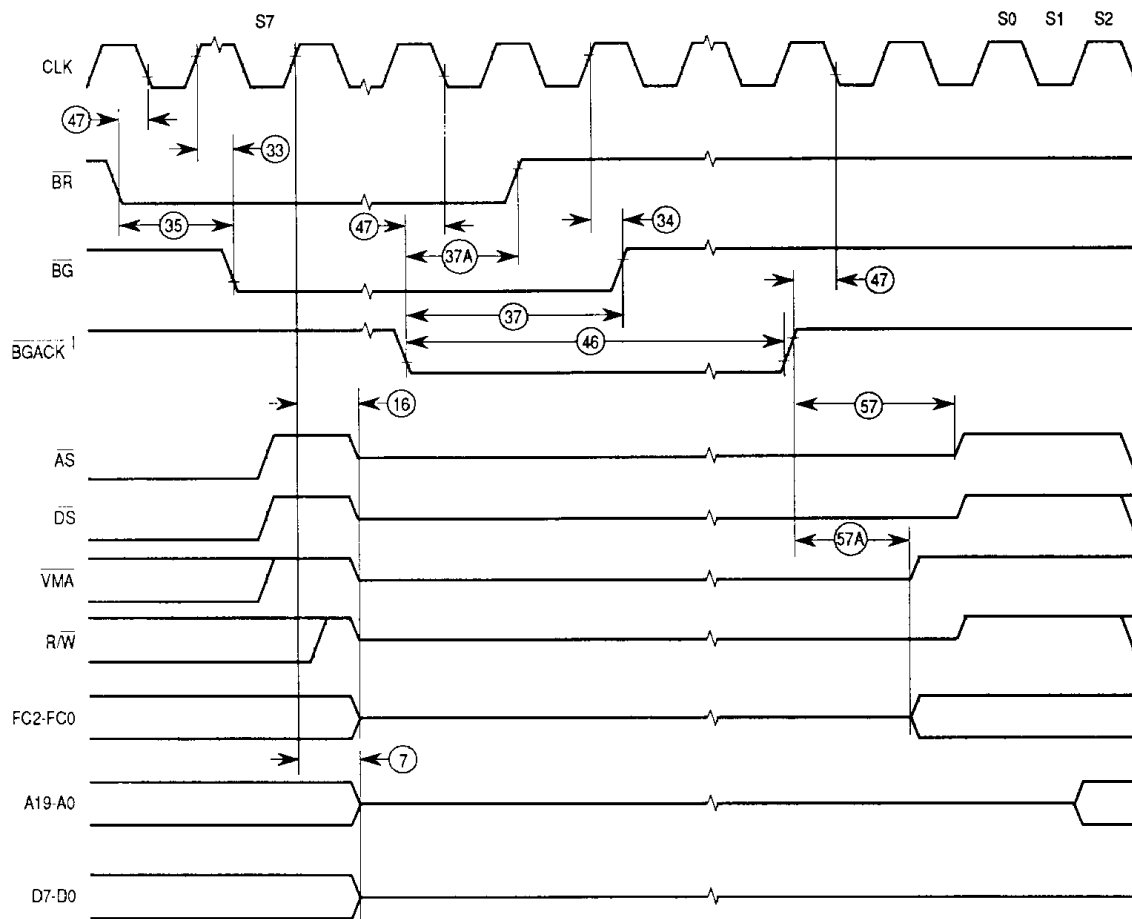 S7
S0 S1 S2
CLK
47
33
BR
35
47
37A
34
BG
47
37
BGACK 1
46
16
57
AS
DS
57A
VMA
R/W
FC2-FC0
7
A19-A0
D7-D0